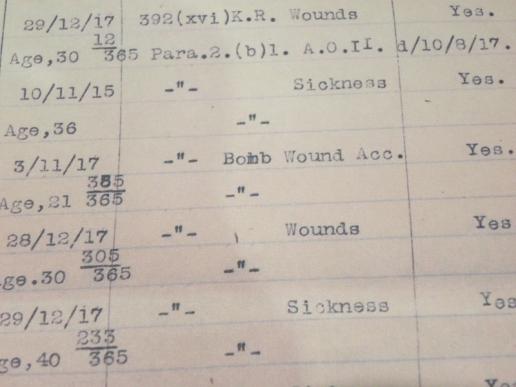 29/12/17 392(xvi)K.R. Wounds Yes.
Age,30 12/365 Para.2.(b)1. A.O.II. d/10/8/17.
10/11/15 -"- Sickness Yes.
Age,36 -"-
3/11/17 -"- Bomb Wound Acc. Yes.
Age,21 335/365 -"-
28/12/17 -"- Wounds Yes
ge.30 305/365 -"-
29/12/17 -"- Sickness Yes
ge,40 233/365 -"-